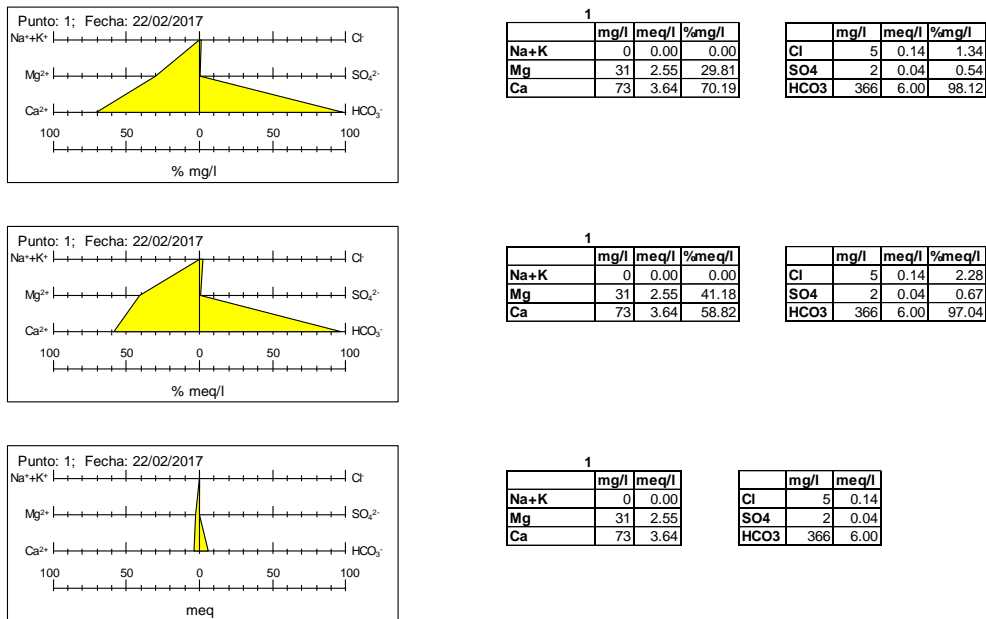 Punto: 1; Fecha: 22/02/2017
Na⁺+K⁺ Cl⁻
Mg²⁺ SO₄²⁻
Ca²⁺ HCO₃⁻
100 50 0 50 100
% mg/l
1
mg/l meq/l %mg/l
Na+K 0 0.00 0.00
Mg 31 2.55 29.81
Ca 73 3.64 70.19
mg/l meq/l %mg/l
Cl 5 0.14 1.34
SO4 2 0.04 0.54
HCO3 366 6.00 98.12
Punto: 1; Fecha: 22/02/2017
Na⁺+K⁺ Cl⁻
Mg²⁺ SO₄²⁻
Ca²⁺ HCO₃⁻
100 50 0 50 100
% meq/l
1
mg/l meq/l %meq/l
Na+K 0 0.00 0.00
Mg 31 2.55 41.18
Ca 73 3.64 58.82
mg/l meq/l %meq/l
Cl 5 0.14 2.28
SO4 2 0.04 0.67
HCO3 366 6.00 97.04
Punto: 1; Fecha: 22/02/2017
Na⁺+K⁺ Cl⁻
Mg²⁺ SO₄²⁻
Ca²⁺ HCO₃⁻
100 50 0 50 100
meq
1
mg/l meq/l
Na+K 0 0.00
Mg 31 2.55
Ca 73 3.64
mg/l meq/l
Cl 5 0.14
SO4 2 0.04
HCO3 366 6.00